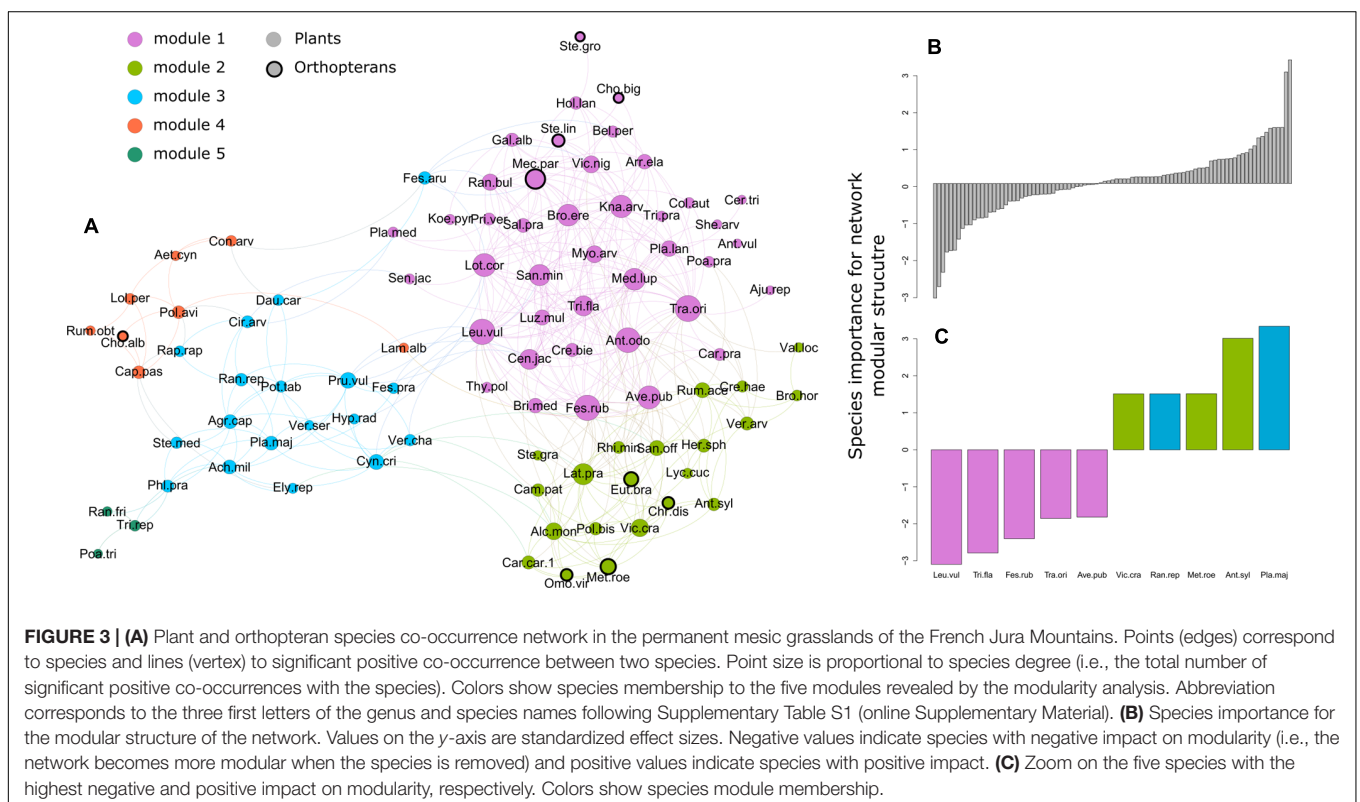 module 1
module 2
module 3
module 4
module 5
Plants
Orthopterans
A
Ste.gro
Cho.big
Hol.lan
Ste.lin
Bel.per
Gal.alb
Mec.par
Vic.nig
Arr.ela
Fes.aru
Ran.bul
Kna.arv
Col.aut
Cer.tri
Koe.pyr
Pri.ver
Sal.pra
Bro.ere
Tri.pra
She.arv
Pla.med
Con.arv
Aet.cyn
Myo.arv
Pla.lan
Ant.vul
Poa.pra
Lot.cor
San.min
Med.lup
Sen.jac
Aju.rep
Lol.per
Dau.car
Pol.avi
Cir.arv
Tri.fla
Tra.ori
Luz.mul
Rum.obt
Cho.alb
Leu.vul
Rap.rap
Lam.alb
Ant.odo
Val.loc
Cap.pas
Cen.jac
Cre.bie
Car.pra
Ran.rep
Pot.tab
Pru.vul
Fes.pra
Thy.pol
Rum.ace
Cre.hae
Bro.hor
Bri.med
Fes.rub
Ave.pub
Agr.cap
Ver.ser
Hyp.rad
Ver.arv
Ste.med
Pla.maj
Ver.cha
Rhi.min
San.off
Her.sph
Ach.mil
Cyn.cri
Ste.gra
Lat.pra
Lyc.cuc
Phl.pra
Ely.rep
Cam.pat
Eut.bra
Chr.dis
Ant.syl
Ran.fri
Tri.rep
Alc.mon
Pol.bis
Vic.cra
Poa.tri
Car.car.1
Omo.vir
Met.roe
B
Species importance for network
modular strucutre
3
2
1
0
-1
-2
-3
C
3
2
1
0
-1
-2
-3
Leu.vul Tri.fla Fes.rub Tra.ori Ave.pub Vic.cra Ran.rep Met.roe Ant.syl Pla.maj
FIGURE 3 | (A) Plant and orthopteran species co-occurrence network in the permanent mesic grasslands of the French Jura Mountains. Points (edges) correspond
to species and lines (vertex) to significant positive co-occurrence between two species. Point size is proportional to species degree (i.e., the total number of
significant positive co-occurrences with the species). Colors show species membership to the five modules revealed by the modularity analysis. Abbreviation
corresponds to the three first letters of the genus and species names following Supplementary Table S1 (online Supplementary Material). (B) Species importance for
the modular structure of the network. Values on the y-axis are standardized effect sizes. Negative values indicate species with negative impact on modularity (i.e., the
network becomes more modular when the species is removed) and positive values indicate species with positive impact. (C) Zoom on the five species with the
highest negative and positive impact on modularity, respectively. Colors show species module membership.